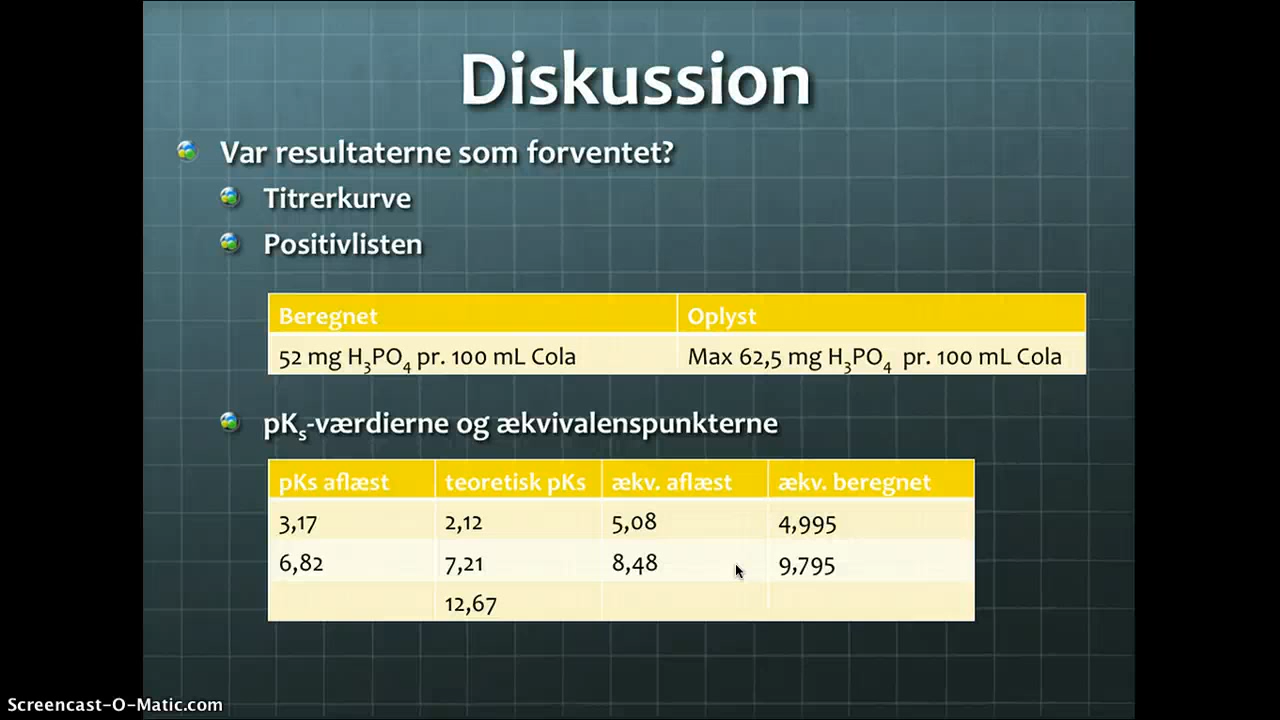 Diskussion
Var resultaterne som forventet?
Titrerkurve
Positivlisten
Beregnet Oplyst
52 mg H₃PO₄ pr. 100 mL Cola Max 62,5 mg H₃PO₄ pr. 100 mL Cola
pKₛ-værdierne og ækvivalenspunkterne
pKs aflæst teoretisk pKs ækv. aflæst ækv. beregnet
3,17 2,12 5,08 4,995
6,82 7,21 8,48 9,795
12,67
Screencast-O-Matic.com